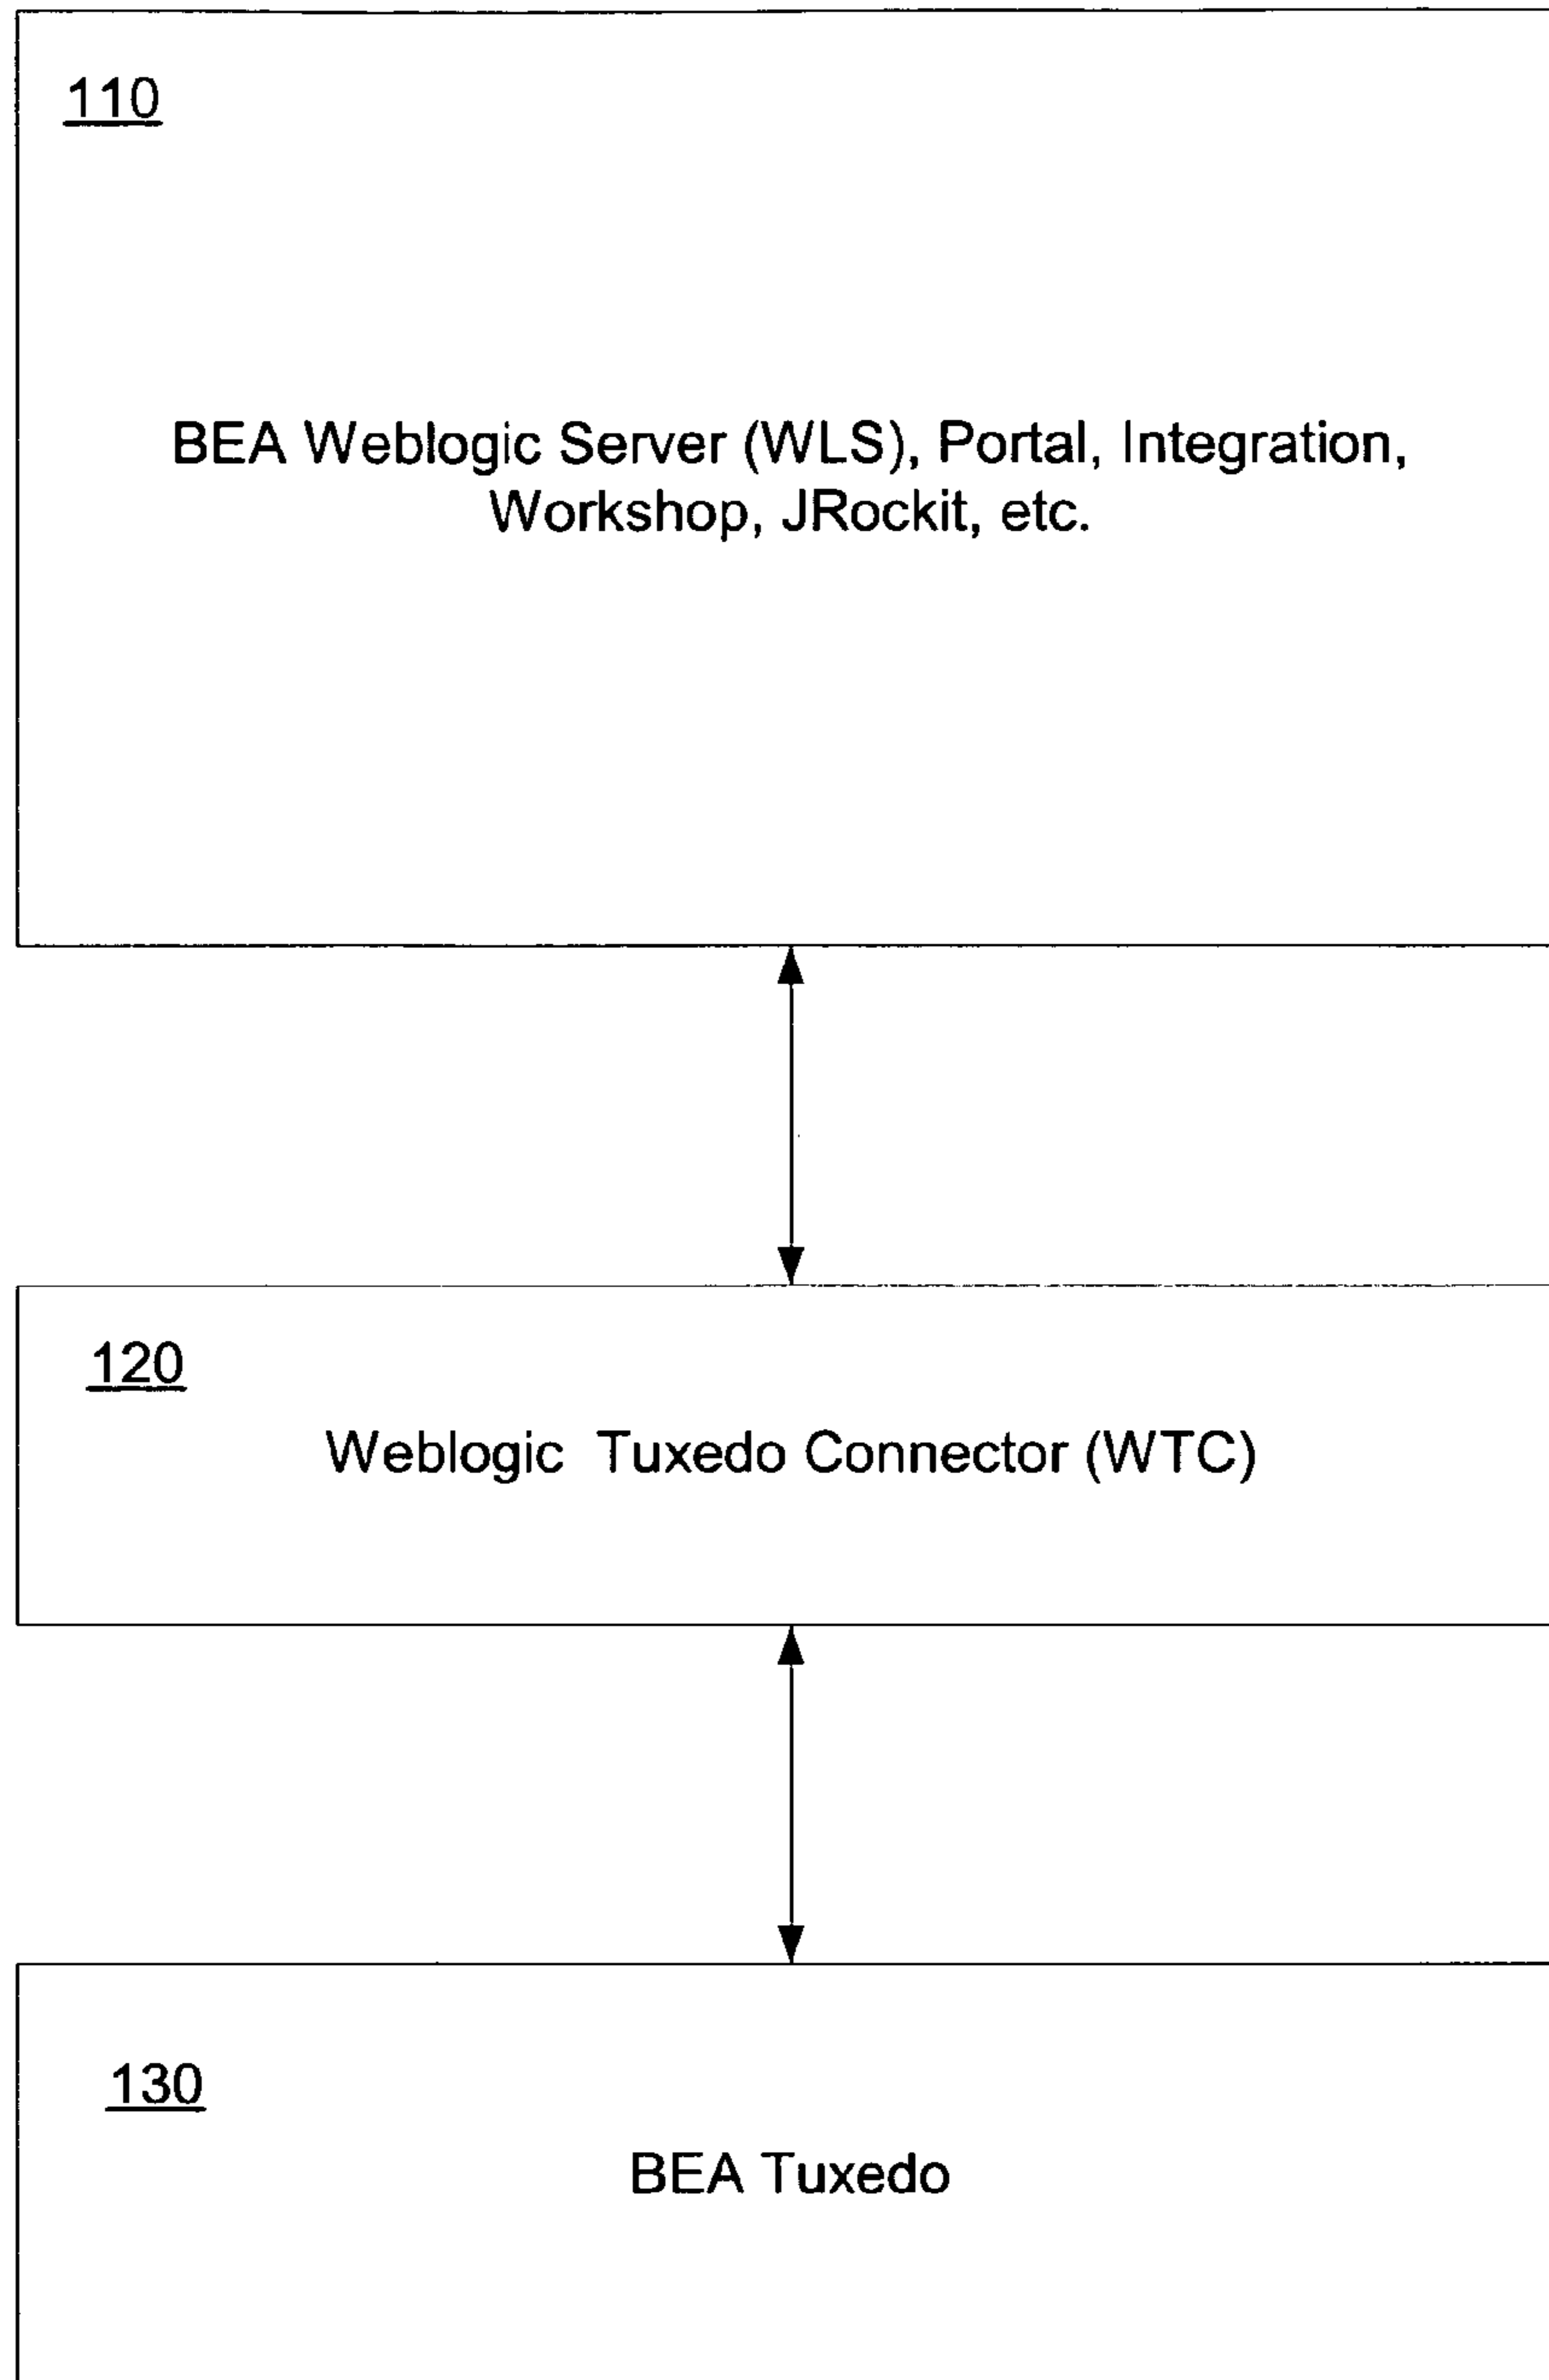 110
BEA Weblogic Server (WLS), Portal, Integration,
Workshop, JRockit, etc.
120
Weblogic Tuxedo Connector (WTC)
130
BEA Tuxedo